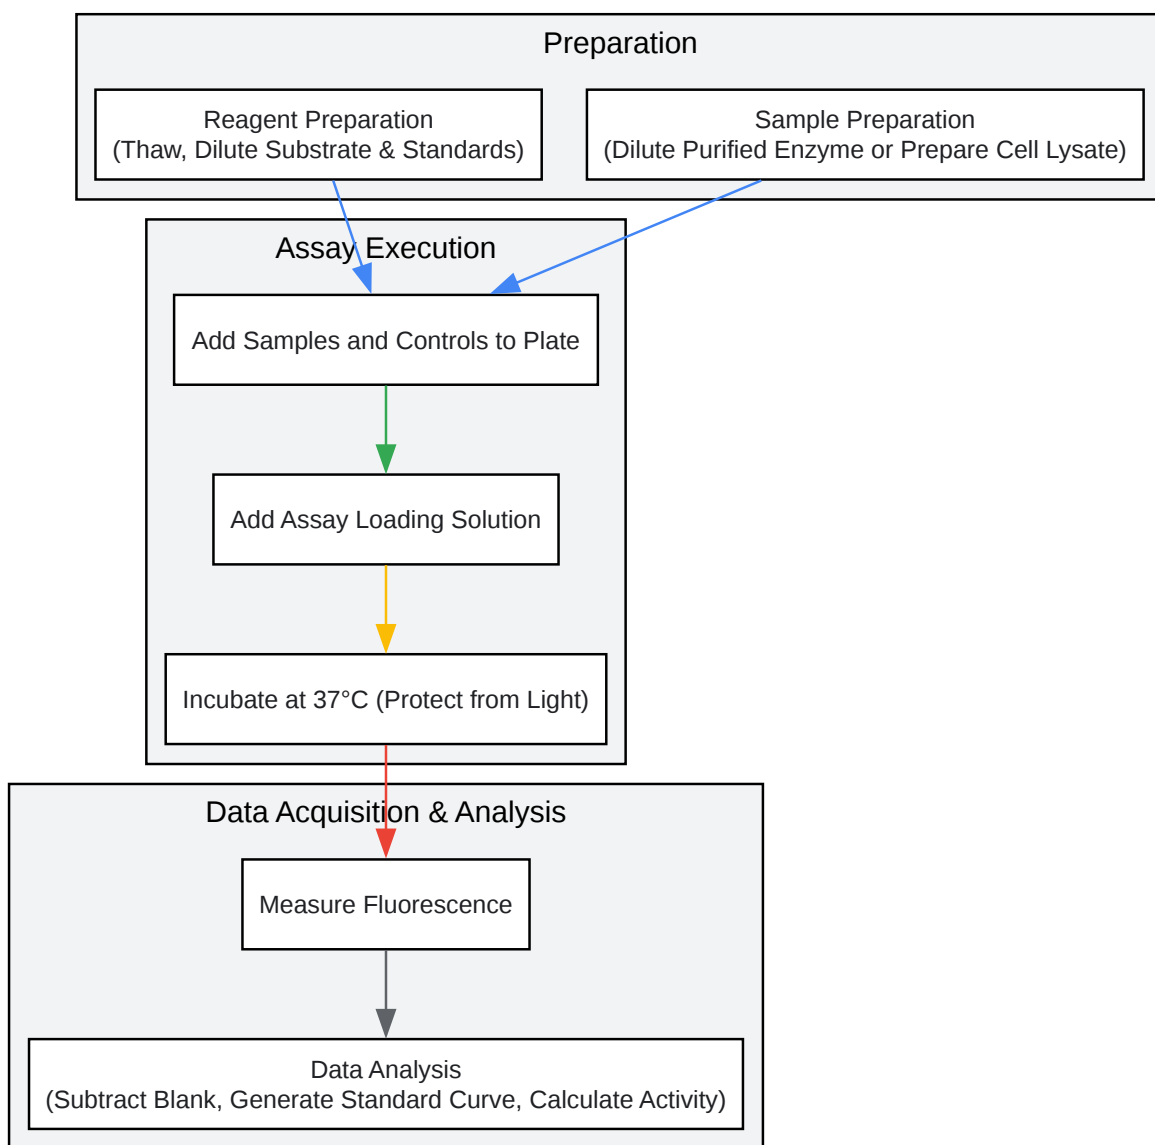 Preparation
Reagent Preparation
(Thaw, Dilute Substrate & Standards)
Sample Preparation
(Dilute Purified Enzyme or Prepare Cell Lysate)
Assay Execution
Add Samples and Controls to Plate
Add Assay Loading Solution
Incubate at 37°C (Protect from Light)
Data Acquisition & Analysis
Measure Fluorescence
Data Analysis
(Subtract Blank, Generate Standard Curve, Calculate Activity)